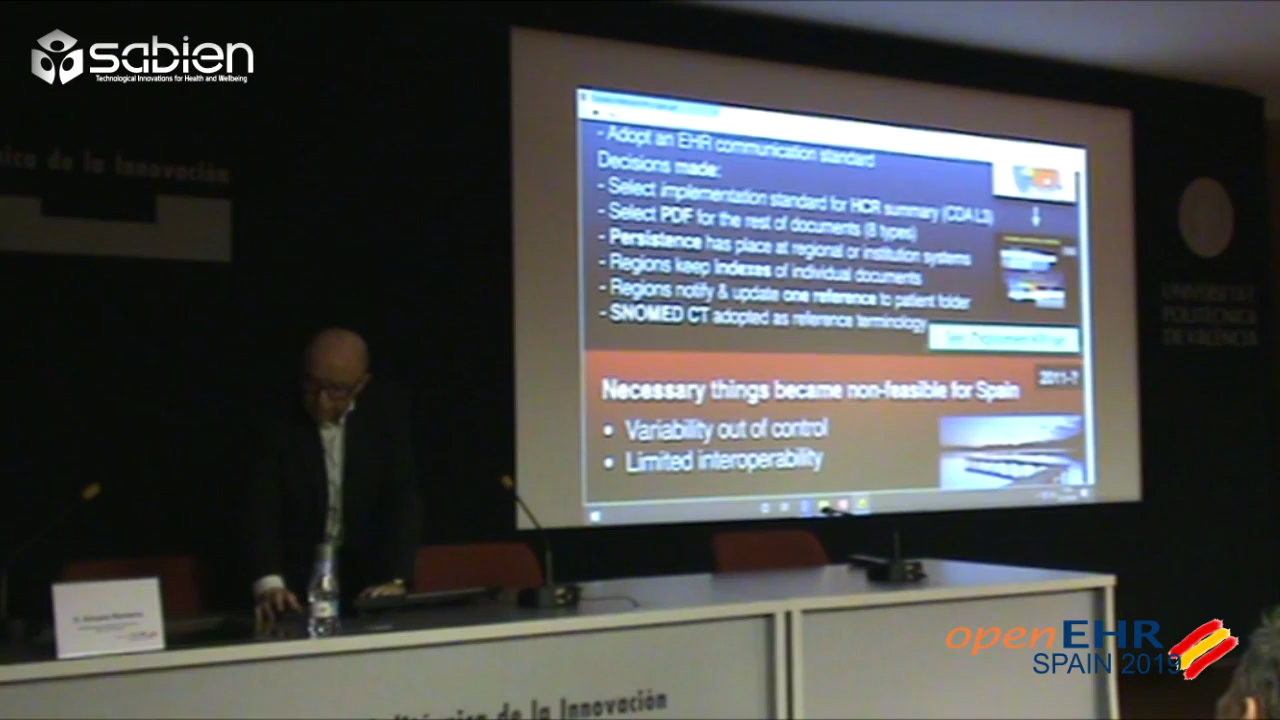 sabien
Technological Innovations for Health and Wellbeing
de la Innovación
- Adopt an EHR communication standard
Decisions made:
- Select implementation standard for HCR summary (CDA L3)
- Select PDF for the rest of documents (8 types)
- Persistence has place at regional or institution systems
- Regions keep indexes of individual documents
- Regions notify & update one reference to patient folder
- SNOMED CT adopted as reference terminology
2011-?
Necessary things became non-feasible for Spain
• Variability out of control
• Limited interoperability
UNIVERSITAT
POLITÈCNICA
DE VALÈNCIA
openEHR
SPAIN 2019
de la Innovación